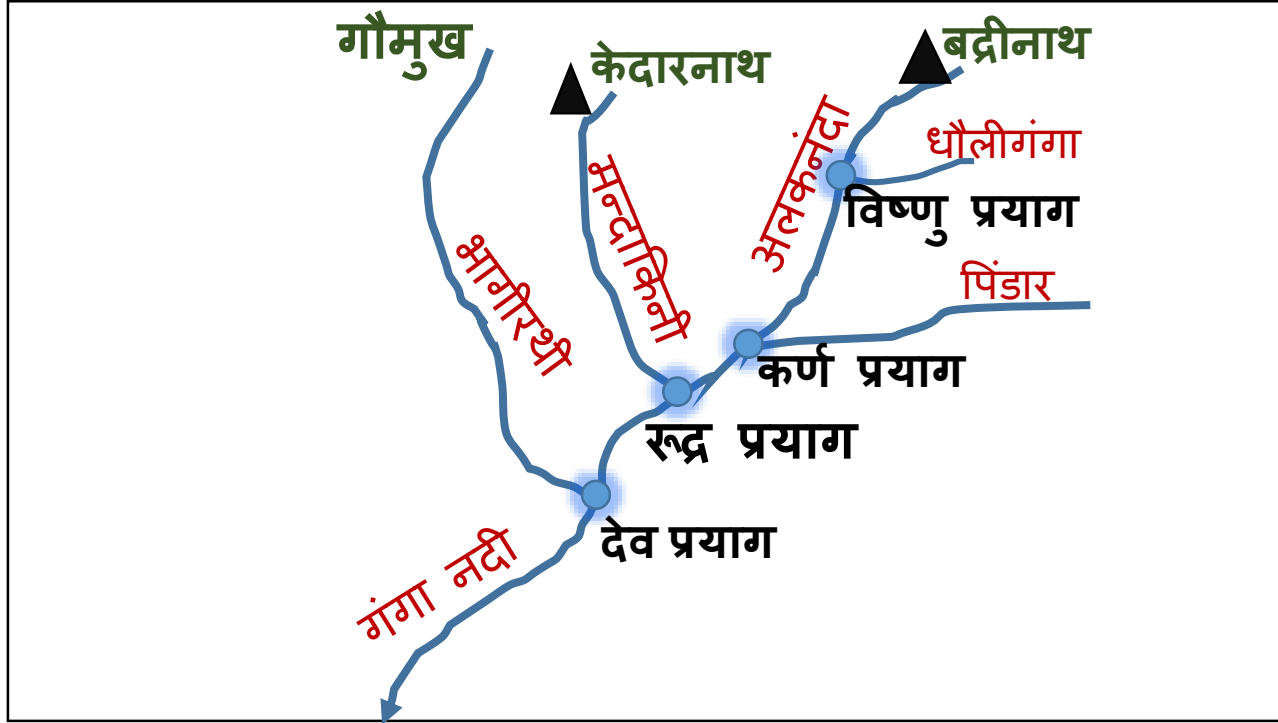 गौमुख
केदारनाथ
बद्रीनाथ
धौलीगंगा
अलकनंदा
मन्दाकिनी
विष्णु प्रयाग
भागीरथी
पिंडार
कर्ण प्रयाग
रूद्र प्रयाग
देव प्रयाग
गंगा नदी